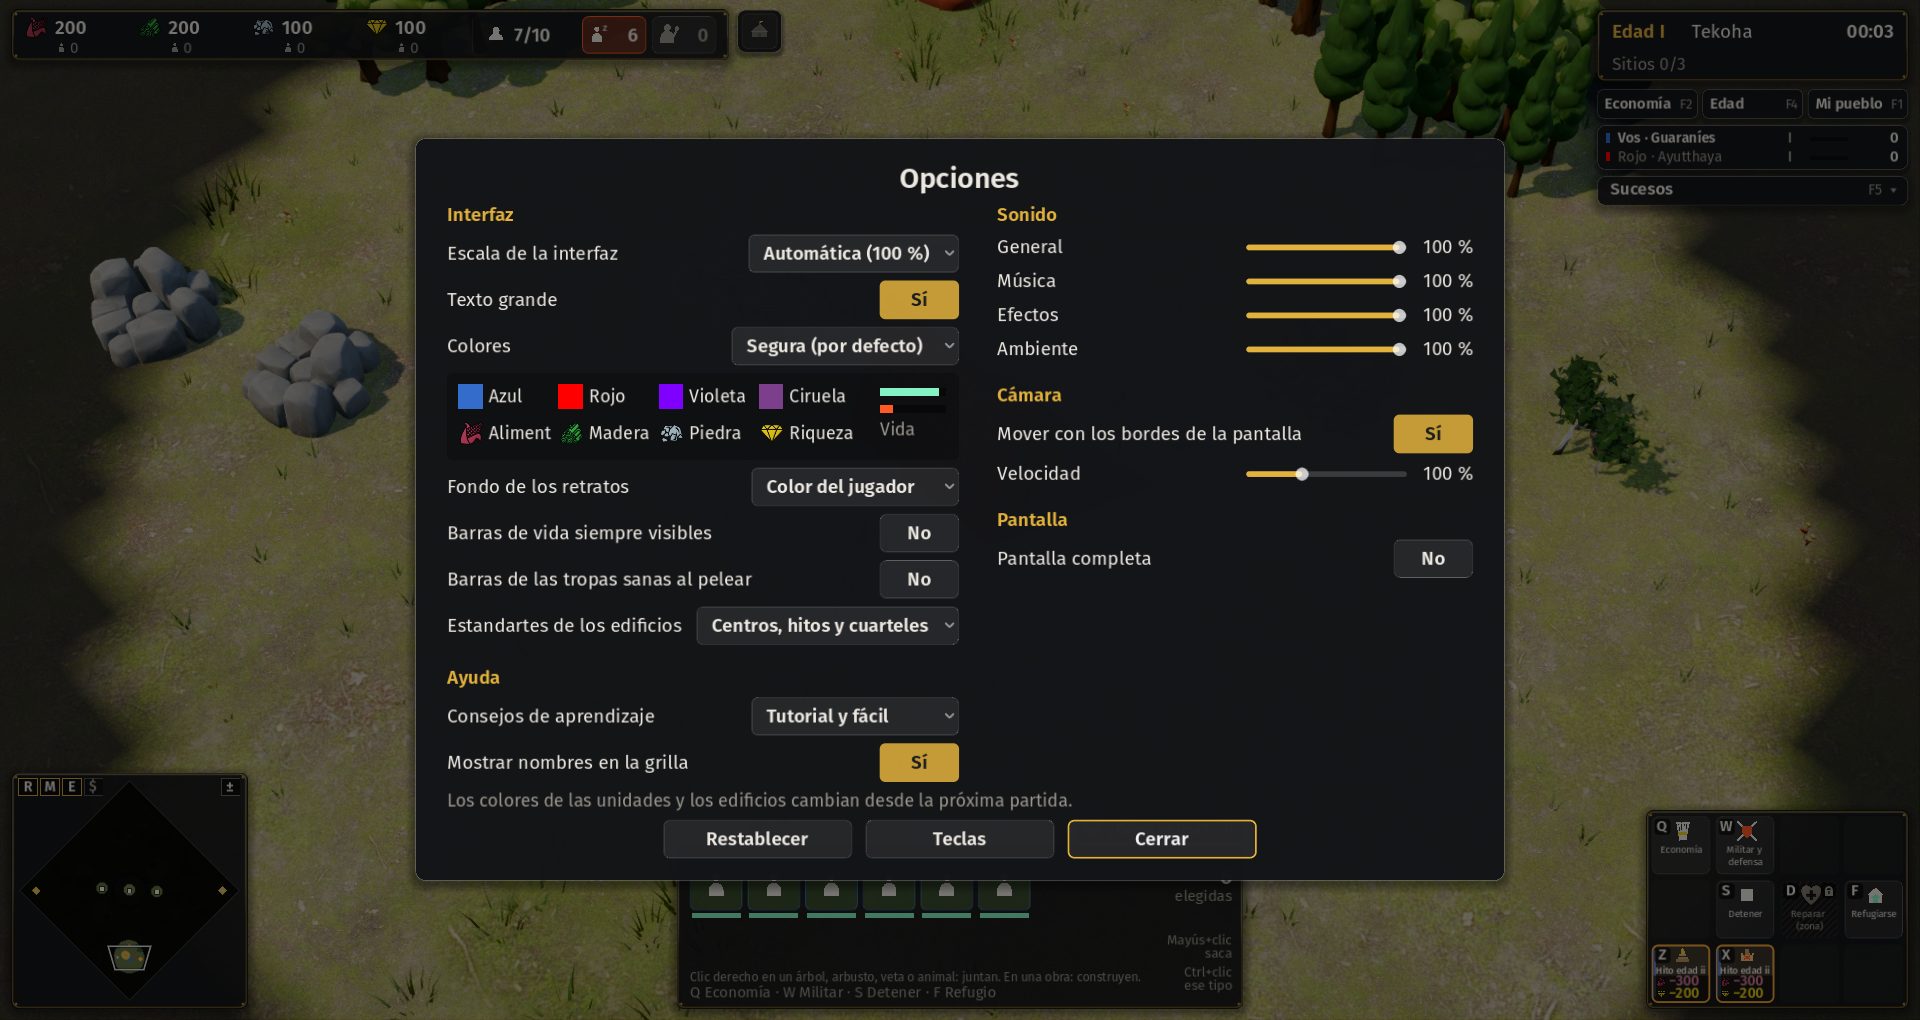 200 200 100 100 7/10 6 0
0 0 0 0
Edad I Tekoha 00:03
Sitios 0/3
Economía F2 Edad F4 Mi pueblo F1
Vos · Guaraníes I 0
Rojo · Ayutthaya I 0
Sucesos F5
Opciones
Interfaz
Escala de la interfaz Automática (100 %)
Texto grande Sí
Colores Segura (por defecto)
Azul Rojo Violeta Ciruela
Aliment Madera Piedra Riqueza Vida
Fondo de los retratos Color del jugador
Barras de vida siempre visibles No
Barras de las tropas sanas al pelear No
Estandartes de los edificios Centros, hitos y cuarteles
Ayuda
Consejos de aprendizaje Tutorial y fácil
Mostrar nombres en la grilla Sí
Sonido
General 100 %
Música 100 %
Efectos 100 %
Ambiente 100 %
Cámara
Mover con los bordes de la pantalla Sí
Velocidad 100 %
Pantalla
Pantalla completa No
Los colores de las unidades y los edificios cambian desde la próxima partida.
Restablecer Teclas Cerrar
R M E $ ±
elegidas
Mayús+clic
saca
Ctrl+clic
ese tipo
Clic derecho en un árbol, arbusto, veta o animal: juntan. En una obra: construyen.
Q Economía · W Militar · S Detener · F Refugio
Q W
Economía Militar y
defensa
S D F
Detener Reparar Refugiarse
(zona)
Z X
Hito edad ii Hito edad ii
-300 -300
-200 -200